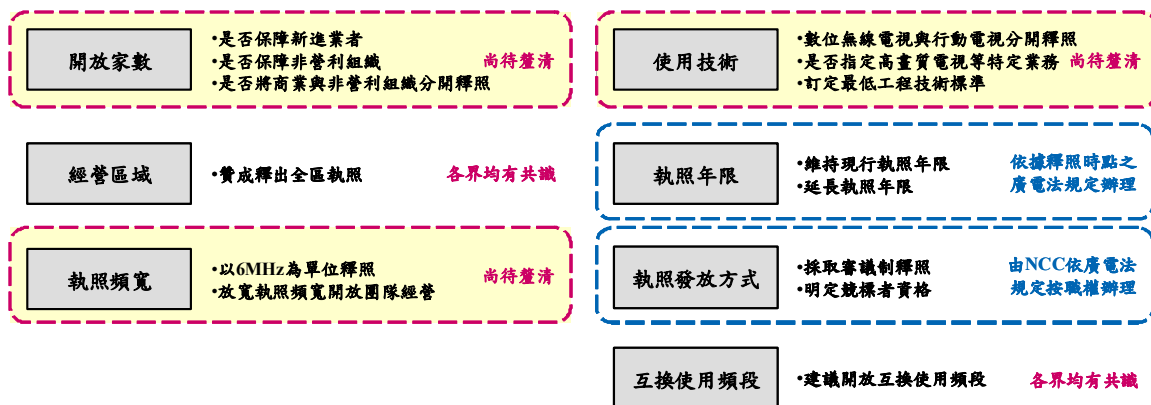 開放家數
•是否保障新進業者
•是否保障非營利組織
•是否將商業與非營利組織分開釋照
尚待釐清
經營區域
•贊成釋出全區執照
各界均有共識
執照頻寬
•以6MHz為單位釋照
•放寬執照頻寬開放團隊經營
尚待釐清
使用技術
•數位無線電視與行動電視分開釋照
•是否指定高畫質電視等特定業務
•訂定最低工程技術標準
尚待釐清
執照年限
•維持現行執照年限
•延長執照年限
依據釋照時點之
廣電法規定辦理
執照發放方式
•採取審議制釋照
•明定競標者資格
由NCC依廣電法
規定按職權辦理
互換使用頻段
•建議開放互換使用頻段
各界均有共識